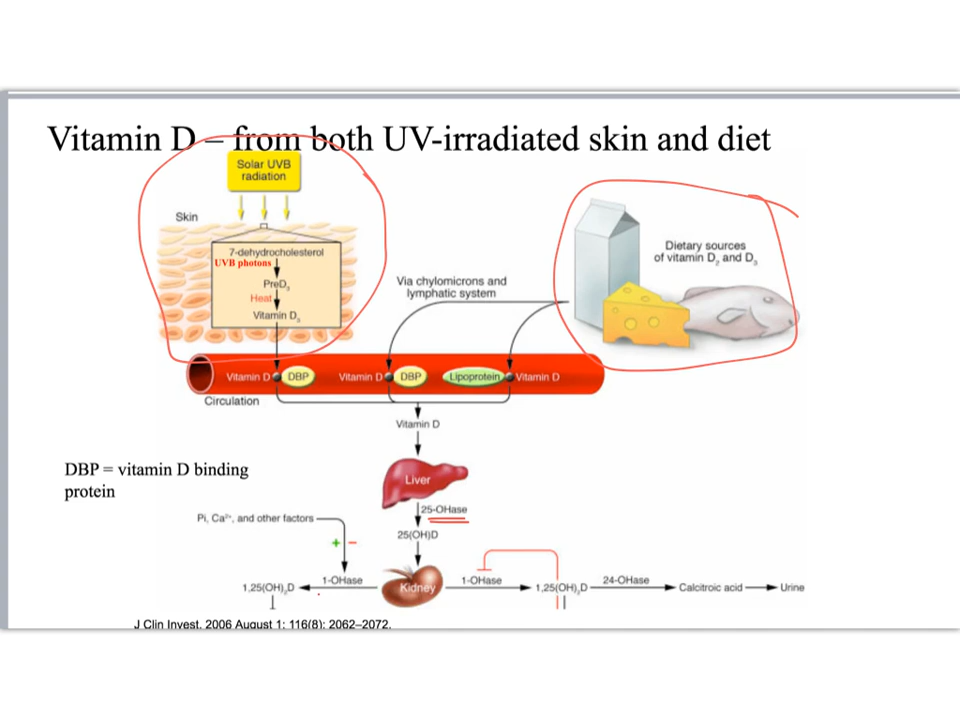 Vitamin D – from both UV-irradiated skin and diet
Solar UVB
radiation
Skin
7-dehydrocholesterol
UVB photons
PreD₃
Heat
Vitamin D₃
Via chylomicrons and
lymphatic system
Dietary sources
of vitamin D₂ and D₃
Vitamin D DBP Vitamin D DBP Lipoprotein Vitamin D
Circulation
Vitamin D
DBP = vitamin D binding
protein
Liver
25-OHase
Pi, Ca²⁺, and other factors
+ −
25(OH)D
1,25(OH)₂D 1-OHase Kidney 1-OHase 1,25(OH)₂D 24-OHase Calcitroic acid Urine
J Clin Invest. 2006 August 1; 116(8): 2062–2072.